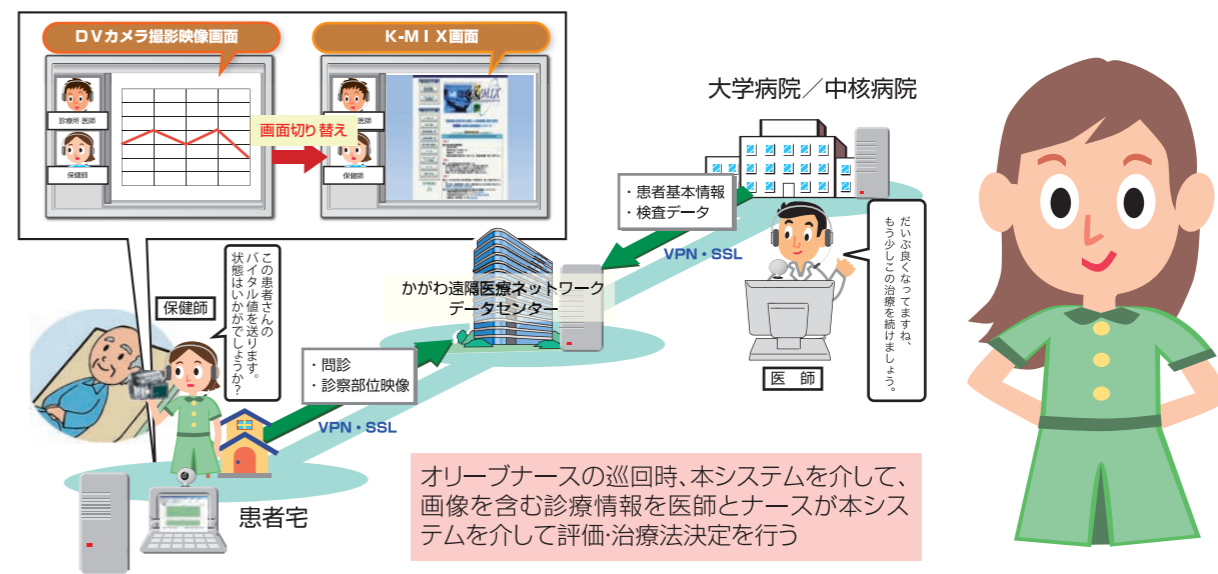 DVカメラ撮影映像画面
K-MIX画面
診療所 医師
保健師
画面切り替え
医師
保健師
大学病院／中核病院
・患者基本情報
・検査データ
VPN・SSL
だいぶ良くなってますね、
もう少しこの治療を続けましょう。
医 師
かがわ遠隔医療ネットワーク
データセンター
この患者さんの
バイタル値を送ります。
状態はいかがでしょうか？
保健師
・問診
・診察部位映像
VPN・SSL
患者宅
オリーブナースの巡回時、本システムを介して、
画像を含む診療情報を医師とナースが本シス
テムを介して評価・治療法決定を行う